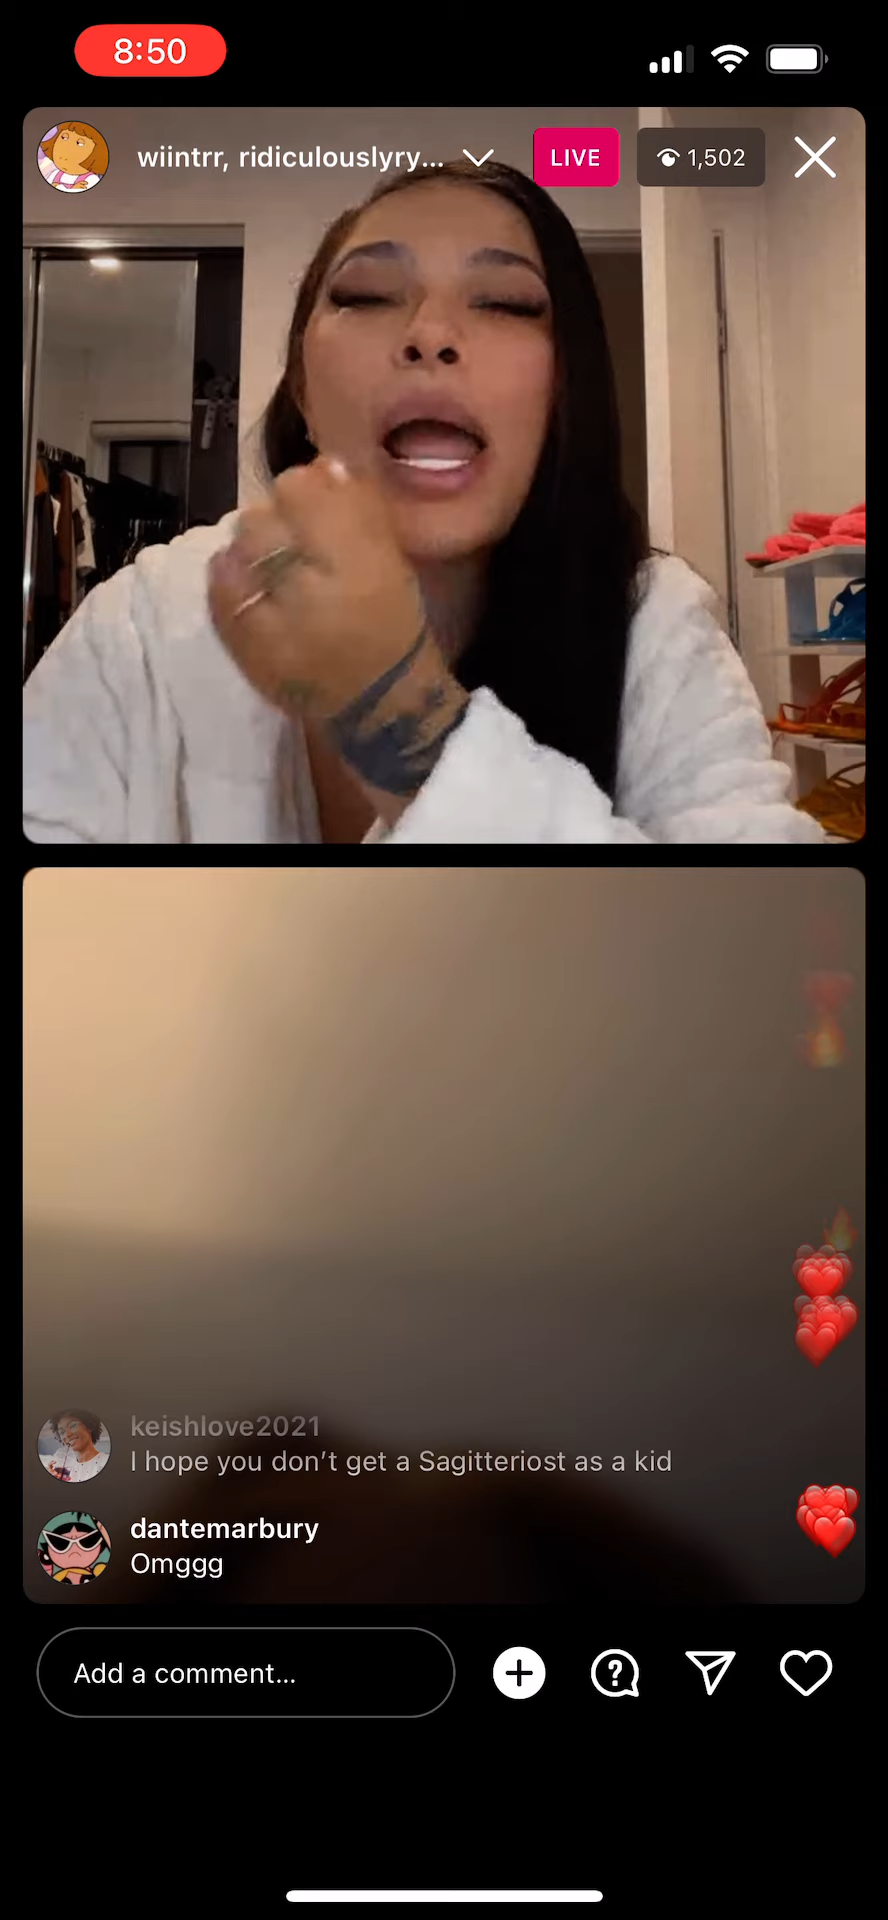 8:50
wiintrr, ridiculouslyry...
LIVE
1,502
keishlove2021
I hope you don’t get a Sagitteriost as a kid
dantemarbury
Omggg
Add a comment...